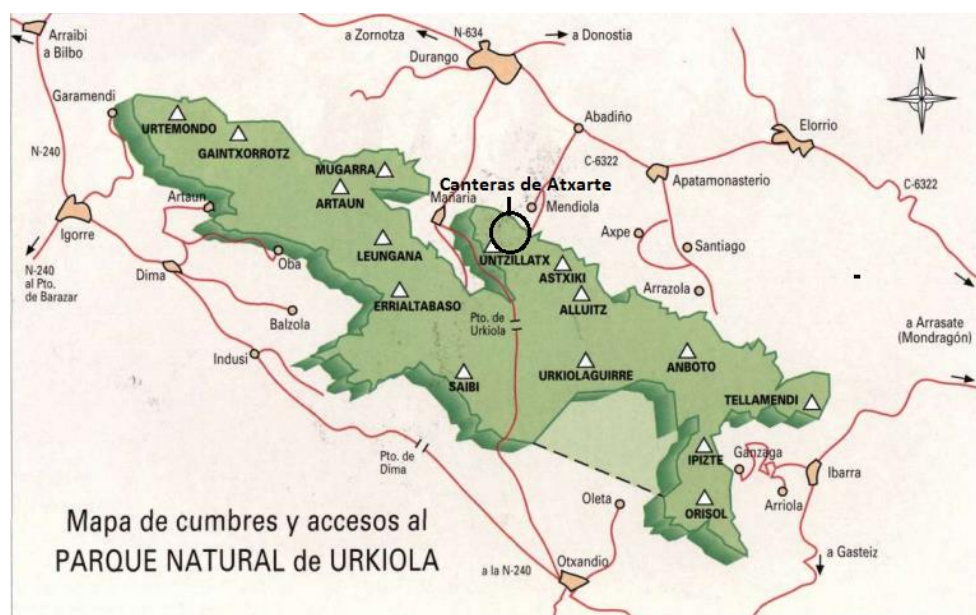 Arraibi
a Bilbo
a Zornotza
N-634
a Donostia
Durango
N
Garamendi
Abadiño
Elorrio
URTEMONDO
GAINTXORROTZ
N-240
C-6322
MUGARRA
Canteras de Atxarte
Apatamonasterio
ARTAUN
Artaun
Mañaria
Mendiola
C-6322
Igorre
Axpe
Santiago
LEUNGANA
UNTZILLATX
Oba
Dima
ASTXIKI
N-240
al Pto.
de Barazar
ERRIALTABASO
ALLUITZ
Arrazola
Balzola
Pto. de
Urkiola
a Arrasate
(Mondragón)
Indusi
SAIBI
URKIOLAGUIRRE
ANBOTO
TELLAMENDI
Pto. de
Dima
IPIZTE
Ganzaga
Ibarra
Oleta
ORISOL
Arriola
Mapa de cumbres y accesos al
PARQUE NATURAL de URKIOLA
a la N-240
Otxandio
a Gasteiz